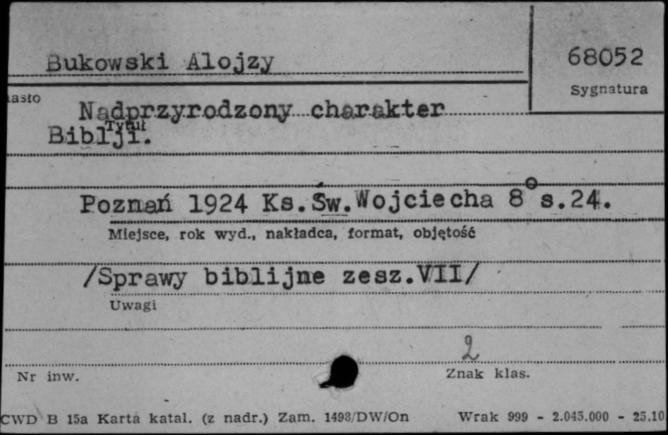 Bukowski Alojzy
68052
Sygnatura
iasto
Nadprzyrodzony charakter
Tytuł
Biblji.
Poznań 1924 Ks.Św.Wojciecha 8° s.24.
Miejsce, rok wyd., nakładca, format, objętość
/Sprawy biblijne zesz.VII/
Uwagi
2
Nr inw.
Znak klas.
CWD B 15a Karta katal. (z nadr.) Zam. 1493/DW/On Wrak 999 - 2.045.000 - 25.10